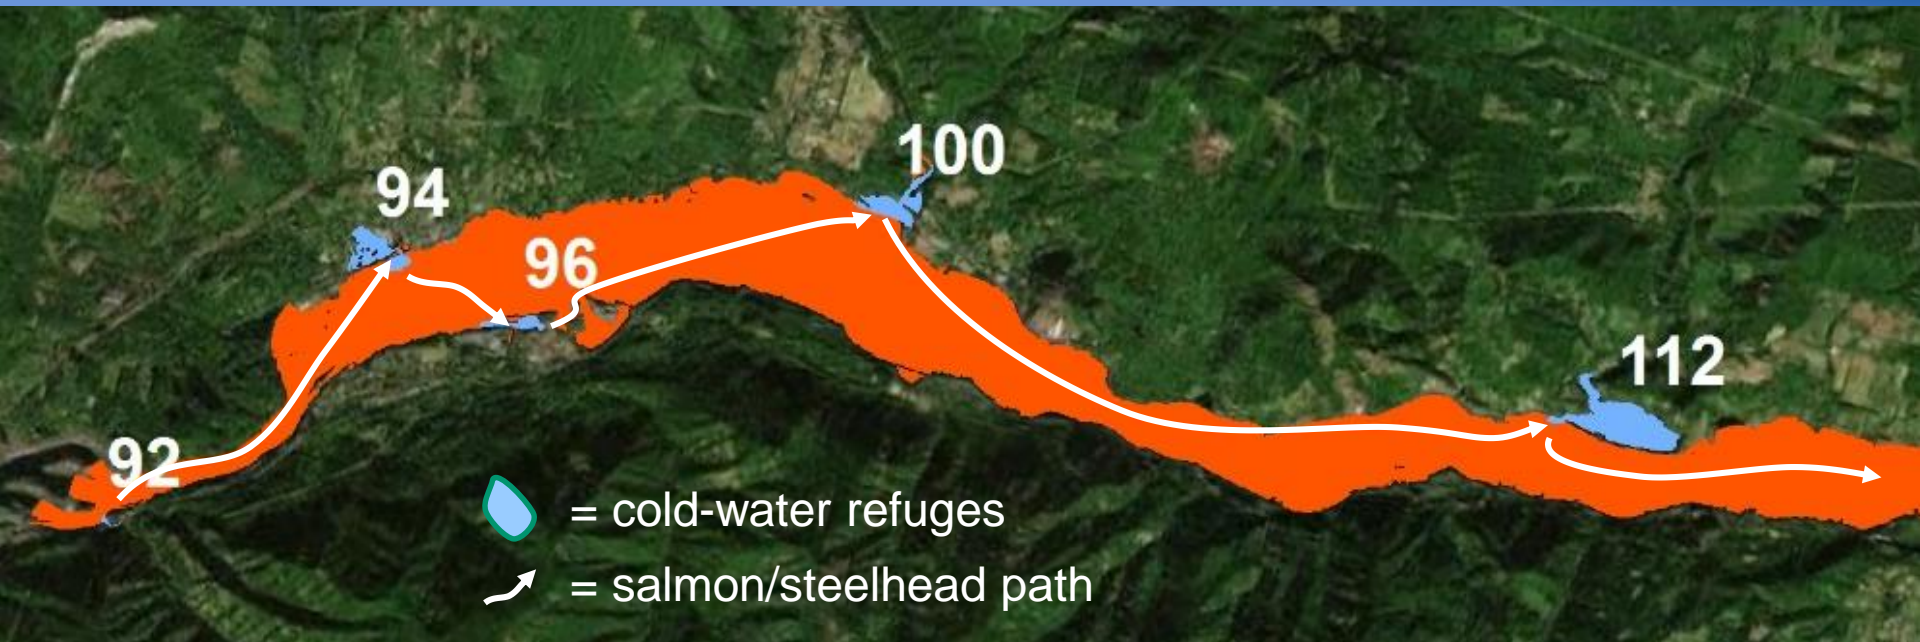 100
94
96
112
92
= cold-water refuges
= salmon/steelhead path